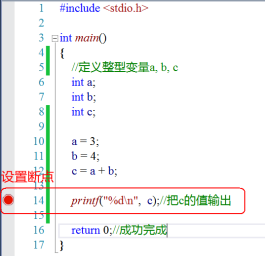 1 #include <stdio.h>
2
3 int main()
4 {
5 //定义整型变量a, b, c
6 int a;
7 int b;
8 int c;
9
10 a = 3;
11 b = 4;
12 c = a + b;
13
设置断点
14 printf("%d\n", c);//把c的值输出
15
16 return 0;//成功完成
17 }